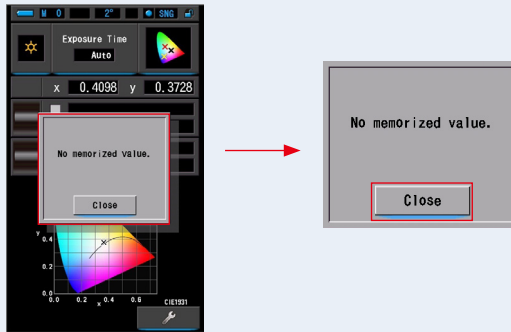 M 0 2° SNG
Exposure Time
Auto
x 0.4098 y 0.3728
No memorized value.
Close
y
0.4
0.2
0.0
0.0 0.2 x 0.4 0.6 CIE1931
No memorized value.
Close